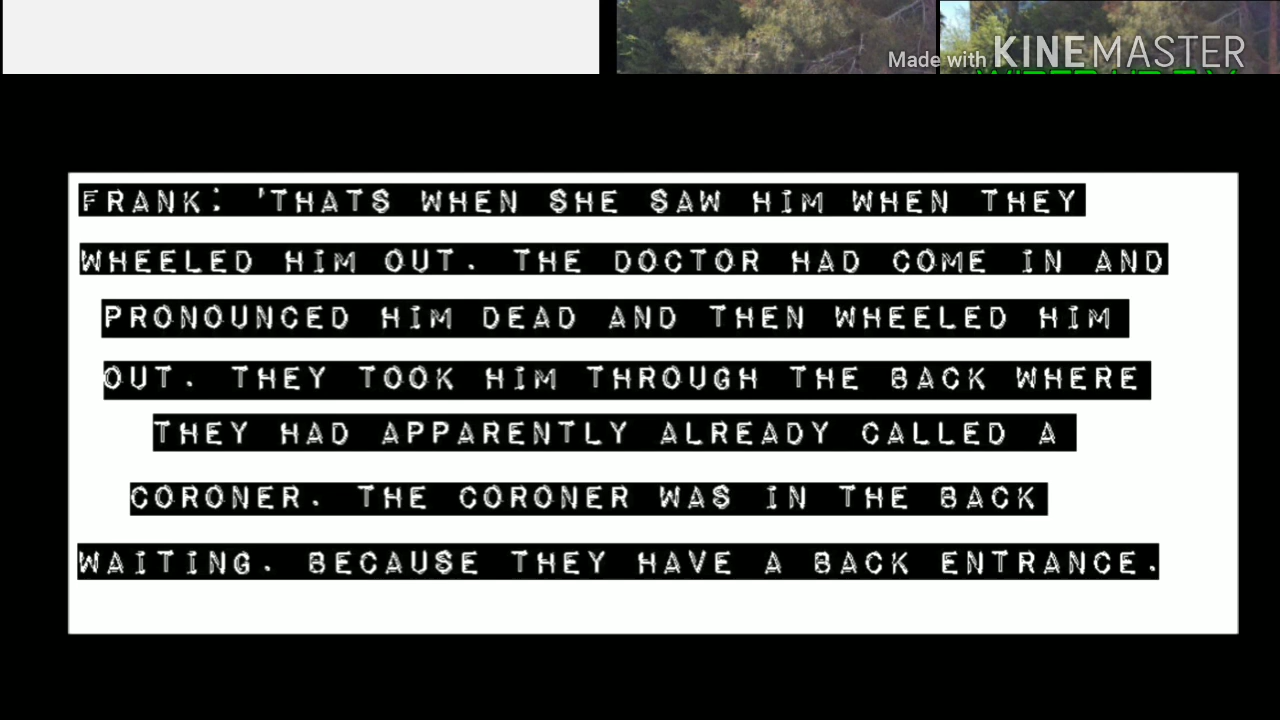 Made with KINEMASTER
FRANK: 'THATS WHEN SHE SAW HIM WHEN THEY
WHEELED HIM OUT. THE DOCTOR HAD COME IN AND
PRONOUNCED HIM DEAD AND THEN WHEELED HIM
OUT. THEY TOOK HIM THROUGH THE BACK WHERE
THEY HAD APPARENTLY ALREADY CALLED A
CORONER. THE CORONER WAS IN THE BACK
WAITING. BECAUSE THEY HAVE A BACK ENTRANCE.